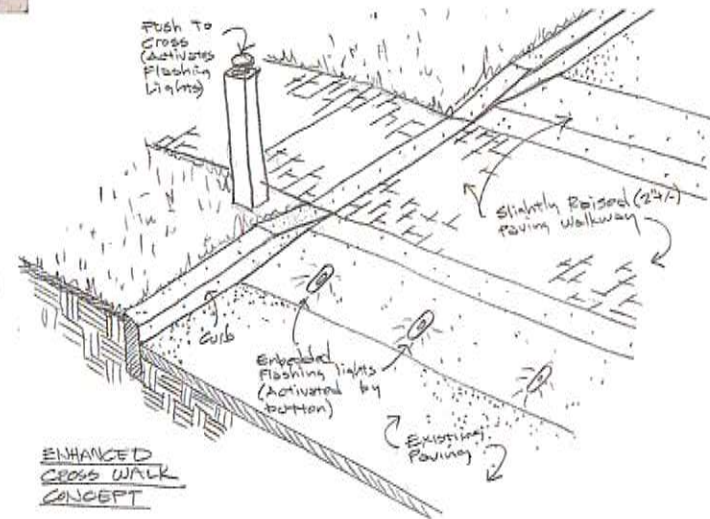 Push To
Cross
(Activates
Flashing
Lights)
Slightly Raised (2"+/-)
Paving Walkway
Curb
Embedded
Flashing lights
(Activated by
button)
Existing
Paving
ENHANCED
CROSS WALK
CONCEPT